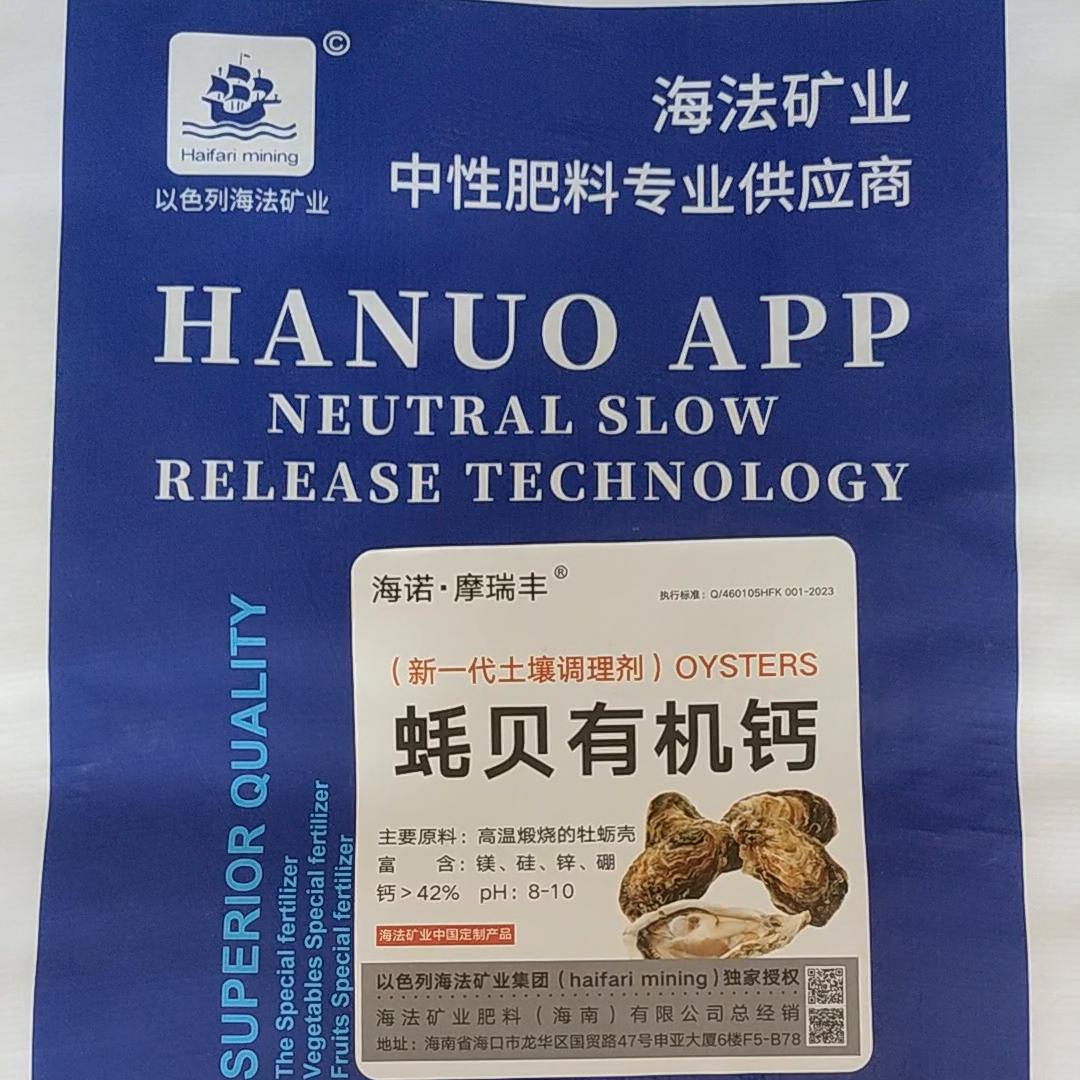 ©
Haifari mining
以色列海法矿业
海法矿业
中性肥料专业供应商
HANUO APP
NEUTRAL SLOW
RELEASE TECHNOLOGY
SUPERIOR QUALITY
The Special fertilizer
Vegetables Special fertilizer
Fruits Special fertilizer
海诺·摩瑞丰®
执行标准：Q/460105HFK 001-2023
（新一代土壤调理剂）OYSTERS
蚝贝有机钙
主要原料：高温煅烧的牡蛎壳
富 含：镁、硅、锌、硼
钙>42% pH：8-10
海法矿业中国定制产品
以色列海法矿业集团（haifari mining）独家授权
海法矿业肥料（海南）有限公司总经销
地址：海南省海口市龙华区国贸路47号申亚大厦6楼F5-B78